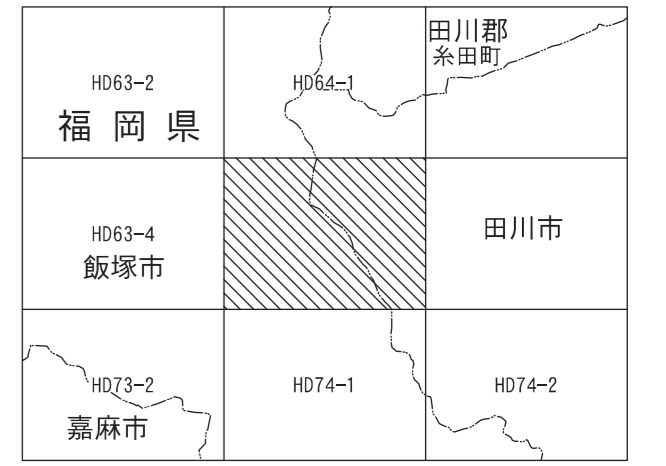 HD63-2
福岡県
HD64-1
田川郡
糸田町
HD63-4
飯塚市
田川市
HD73-2
嘉麻市
HD74-1
HD74-2